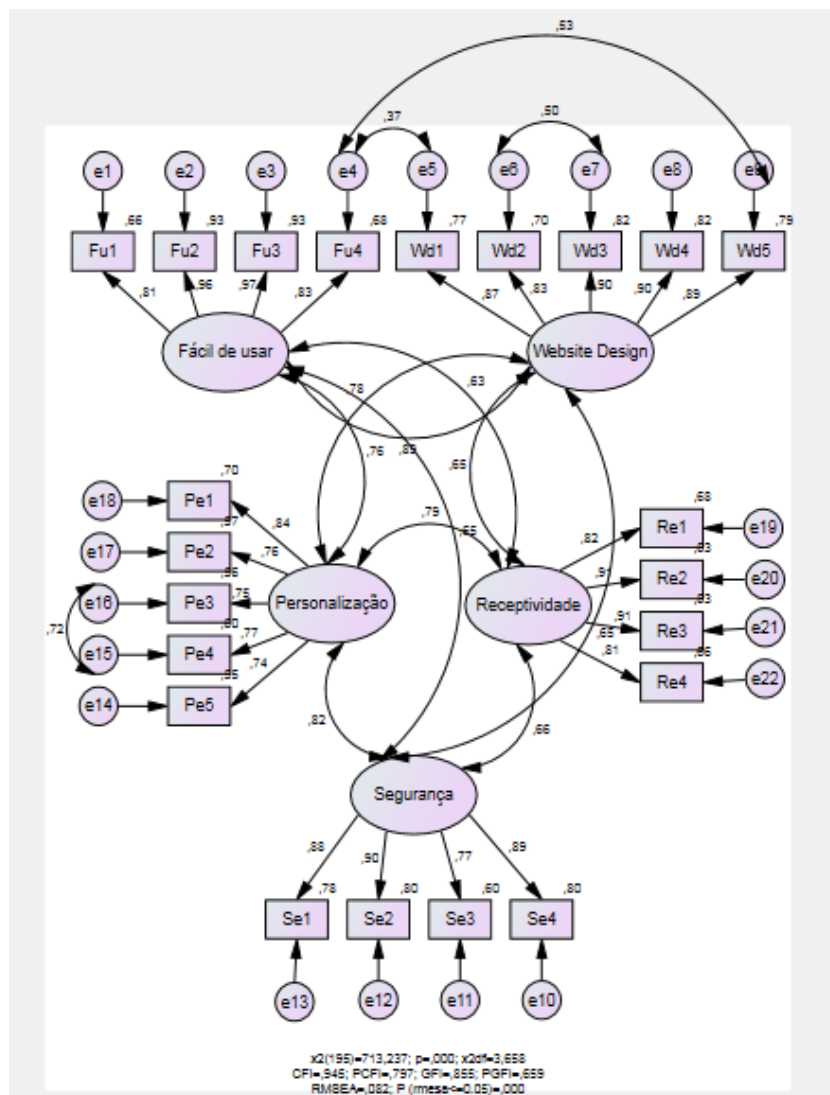 ,53
,37
,50
e1
e2
e3
e4
e5
e6
e7
e8
e9
,66
,93
,93
,68
,77
,70
,82
,82
,79
Fu1
Fu2
Fu3
Fu4
Wd1
Wd2
Wd3
Wd4
Wd5
,81
,96
,97
,83
,87
,83
,90
,90
,89
Fácil de usar
Website Design
,78
,63
,76
,89
,65
,70
e18
Pe1
,84
,97
e17
Pe2
,76
e16
Pe3
,75
,72
e15
Pe4
,77
e14
Pe5
,74
Personalização
,79
,65
Receptividade
,68
,82
Re1
e19
,91
Re2
e20
,91
Re3
e21
,65
,81
Re4
e22
,82
,66
Segurança
,88
,90
,77
,89
,78
,80
,60
,80
Se1
Se2
Se3
Se4
e13
e12
e11
e10
x2(195)=713,237; p=,000; x2df=3,658
CFI=,945; PCFI=,797; GFI=,855; PGFI=,659
RMSEA=,082; P (rmesa<=0.05)=,000